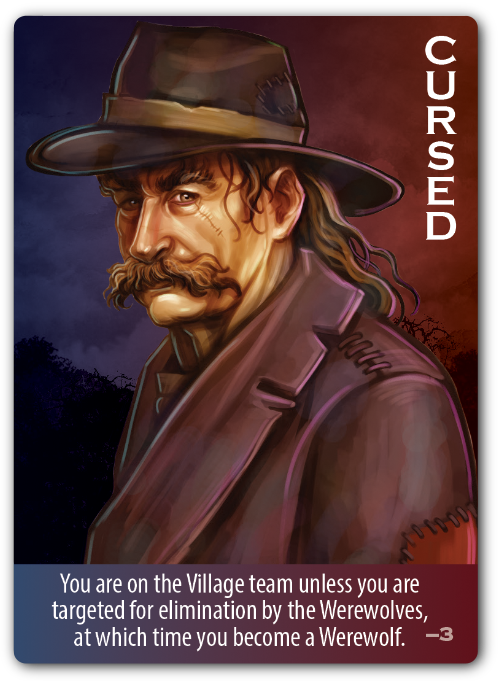 CURSED
You are on the Village team unless you are
targeted for elimination by the Werewolves,
at which time you become a Werewolf. –3